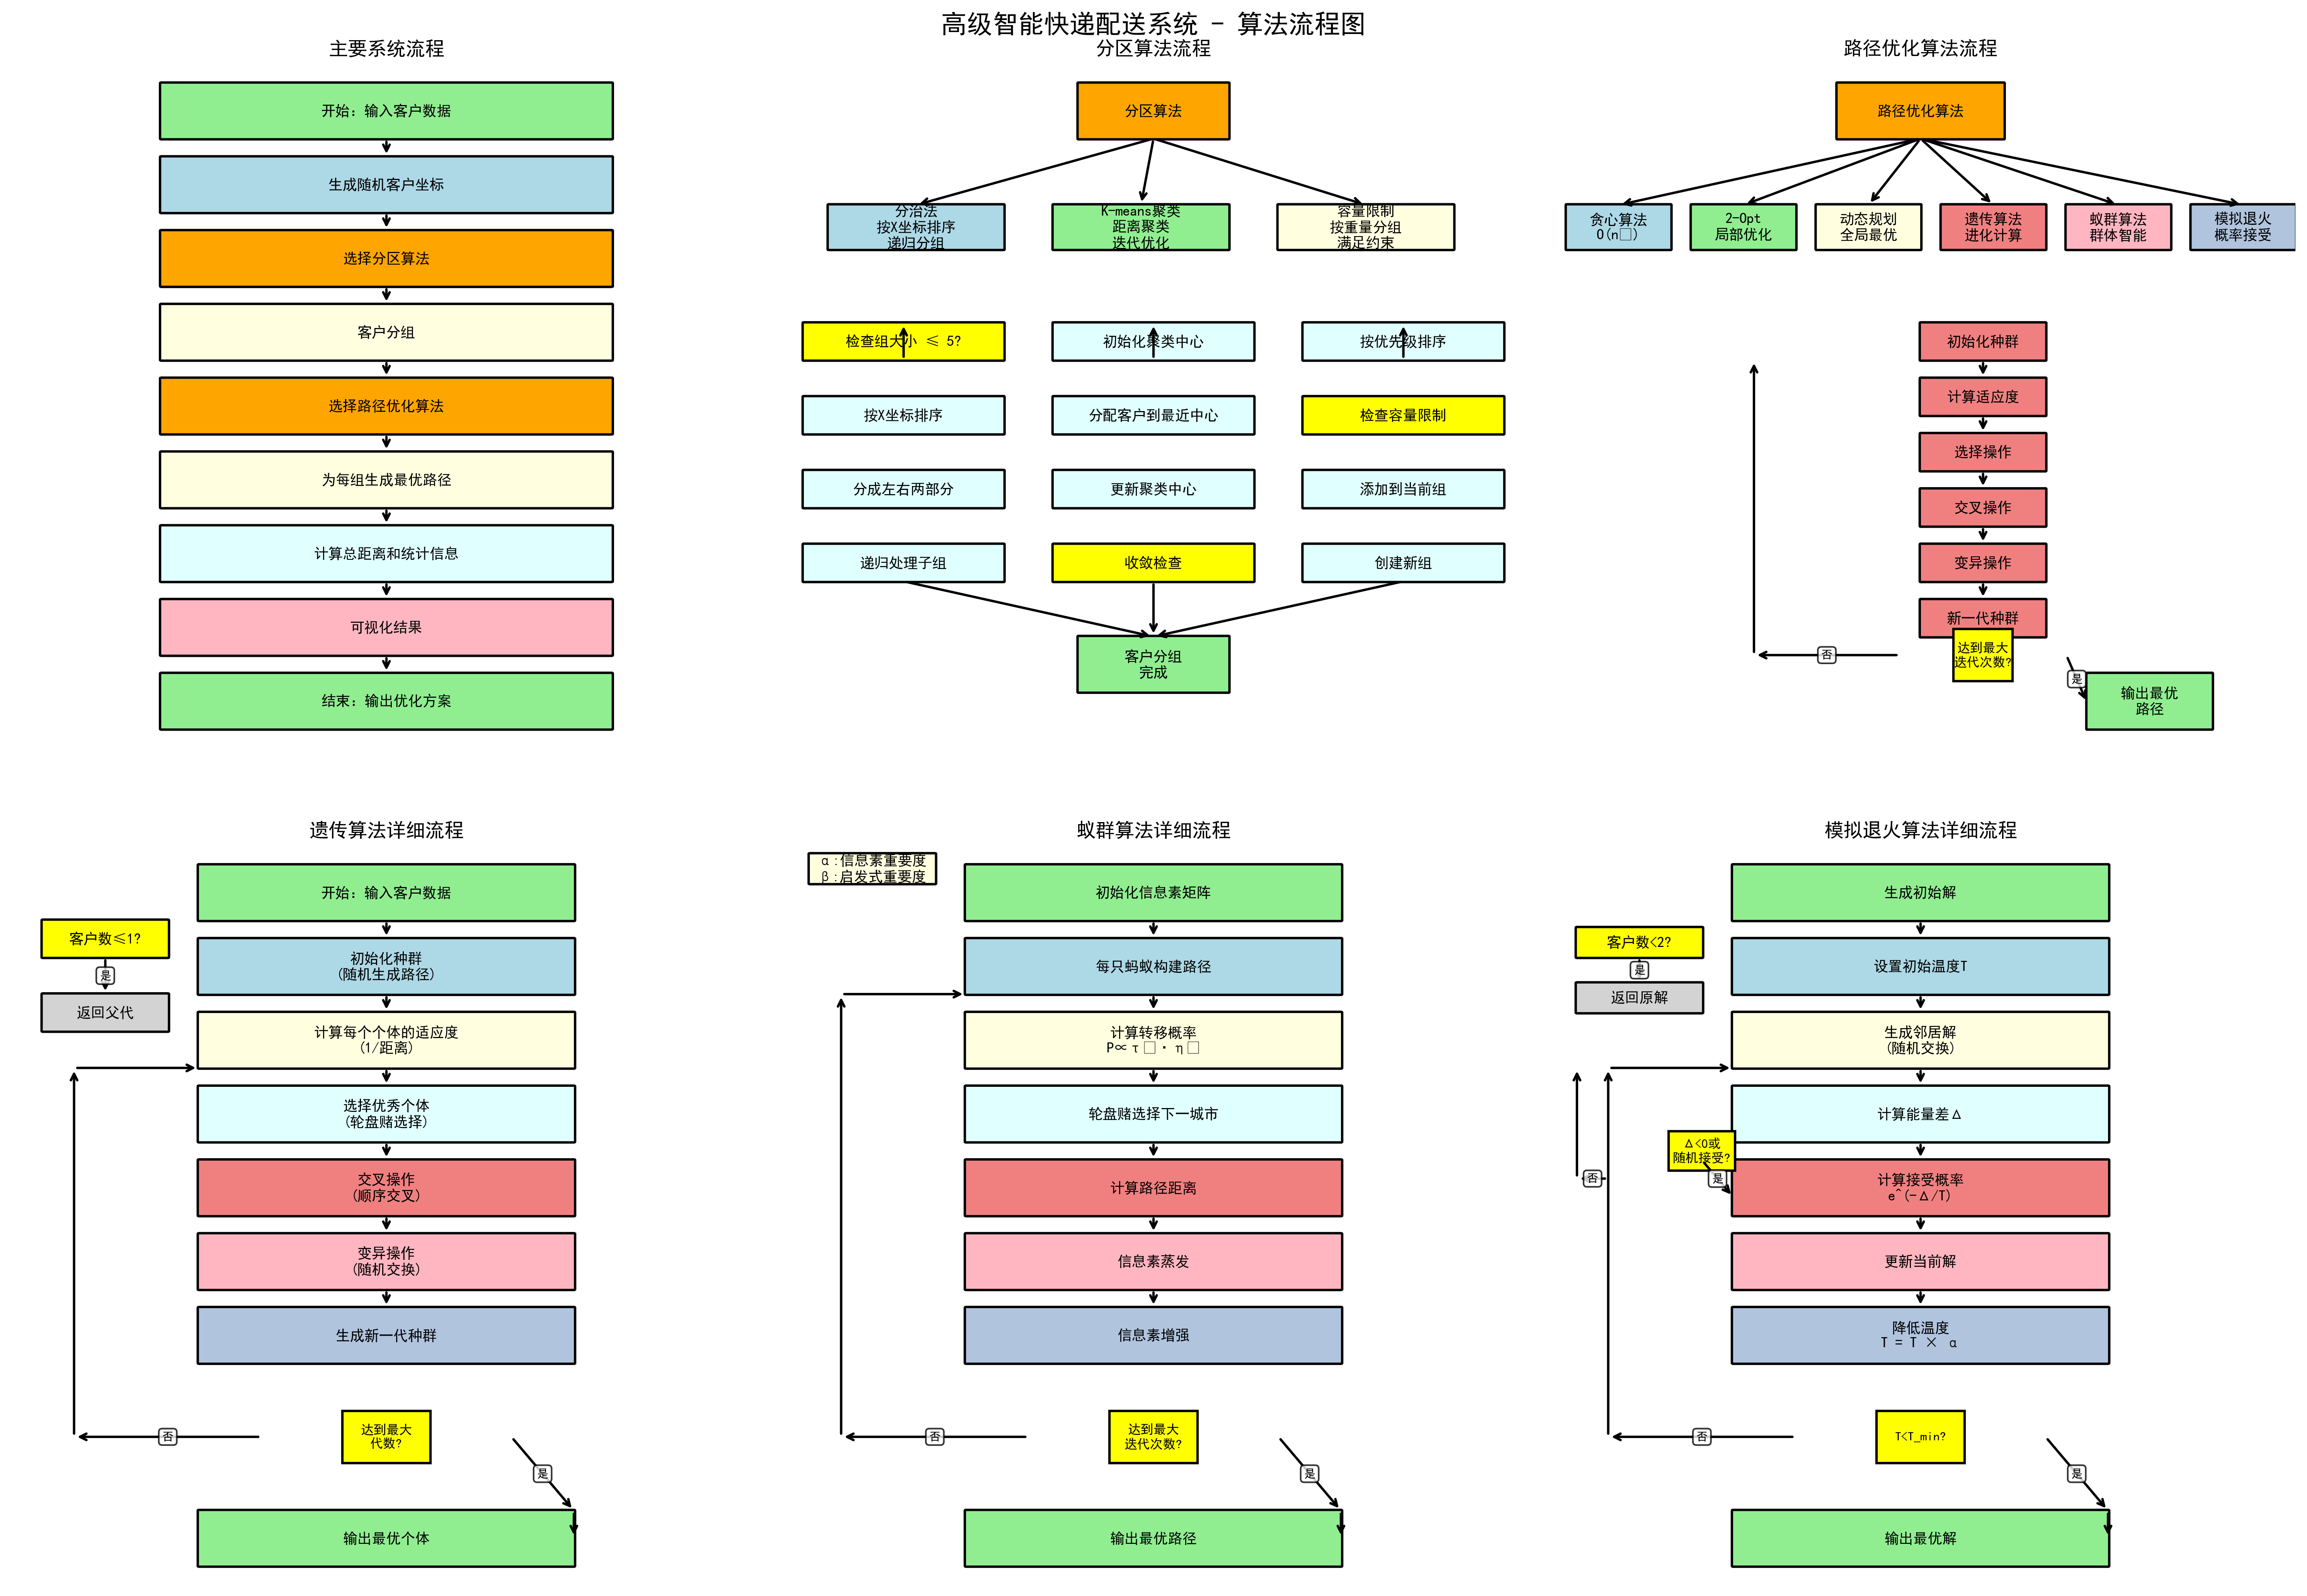 高级智能快递配送系统 - 算法流程图
主要系统流程
开始：输入客户数据
生成随机客户坐标
选择分区算法
客户分组
选择路径优化算法
为每组生成最优路径
计算总距离和统计信息
可视化结果
结束：输出优化方案
分区算法流程
分区算法
分治法
按X坐标排序
递归分组
K-means聚类
距离聚类
迭代优化
容量限制
按重量分组
满足约束
检查组大小 ≤ 5?
初始化聚类中心
按优先级排序
按X坐标排序
分配客户到最近中心
检查容量限制
分成左右两部分
更新聚类中心
添加到当前组
递归处理子组
收敛检查
创建新组
客户分组
完成
路径优化算法流程
路径优化算法
贪心算法
O(n□)
2-Opt
局部优化
动态规划
全局最优
遗传算法
进化计算
蚁群算法
群体智能
模拟退火
概率接受
初始化种群
计算适应度
选择操作
交叉操作
变异操作
新一代种群
达到最大
迭代次数?
否
是
输出最优
路径
遗传算法详细流程
开始：输入客户数据
客户数≤1?
是
返回父代
初始化种群
(随机生成路径)
计算每个个体的适应度
(1/距离)
选择优秀个体
(轮盘赌选择)
交叉操作
(顺序交叉)
变异操作
(随机交换)
生成新一代种群
达到最大
代数?
否
是
输出最优个体
蚁群算法详细流程
α:信息素重要度
β:启发式重要度
初始化信息素矩阵
每只蚂蚁构建路径
计算转移概率
P∝τ□·η□
轮盘赌选择下一城市
计算路径距离
信息素蒸发
信息素增强
达到最大
迭代次数?
否
是
输出最优路径
模拟退火算法详细流程
生成初始解
客户数<2?
是
返回原解
设置初始温度T
生成邻居解
(随机交换)
计算能量差Δ
Δ<0或
随机接受?
否
是
计算接受概率
e^(-Δ/T)
更新当前解
降低温度
T = T × α
T<T_min?
否
是
输出最优解